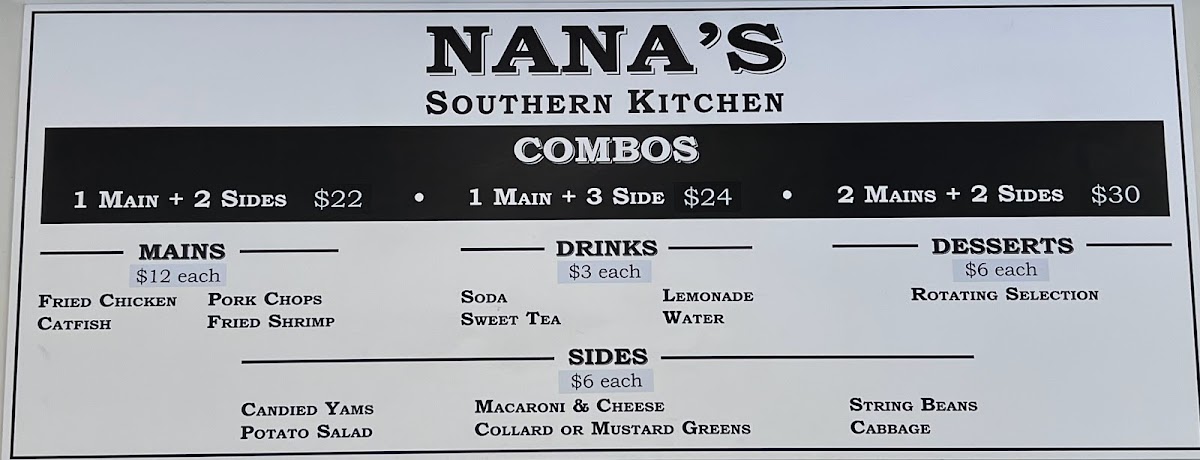 NANA'S
SOUTHERN KITCHEN
COMBOS
1 MAIN + 2 SIDES $22 • 1 MAIN + 3 SIDE $24 • 2 MAINS + 2 SIDES $30
MAINS
$12 each
FRIED CHICKEN PORK CHOPS
CATFISH FRIED SHRIMP
DRINKS
$3 each
SODA LEMONADE
SWEET TEA WATER
DESSERTS
$6 each
ROTATING SELECTION
SIDES
$6 each
CANDIED YAMS MACARONI & CHEESE STRING BEANS
POTATO SALAD COLLARD OR MUSTARD GREENS CABBAGE